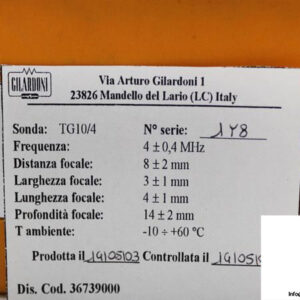 GILARDONI
Via Arturo Gilardoni 1
23826 Mandello del Lario (LC) Italy
Sonda: TG10/4 N° serie: 148
Frequenza: 4 ± 0,4 MHz
Distanza focale: 8 ± 2 mm
Larghezza focale: 3 ± 1 mm
Lunghezza focale: 4 ± 1 mm
Profondità focale: 14 ± 2 mm
T ambiente: -10 ÷ +60 °C
Prodotta il 19105103 Controllata il
Dis. Cod. 36739000